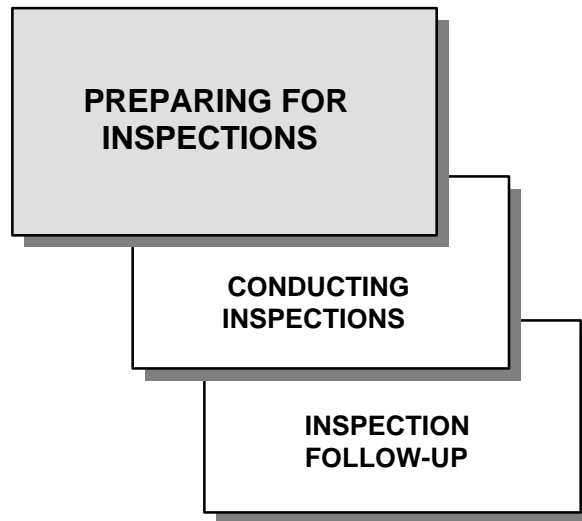 PREPARING FOR
INSPECTIONS
CONDUCTING
INSPECTIONS
INSPECTION
FOLLOW-UP